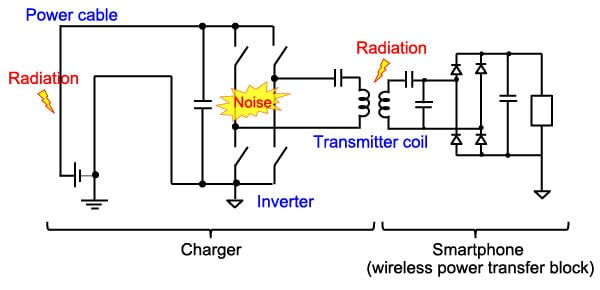 Power cable
Radiation
Radiation
Noise
Transmitter coil
Inverter
Charger
Smartphone
(wireless power transfer block)